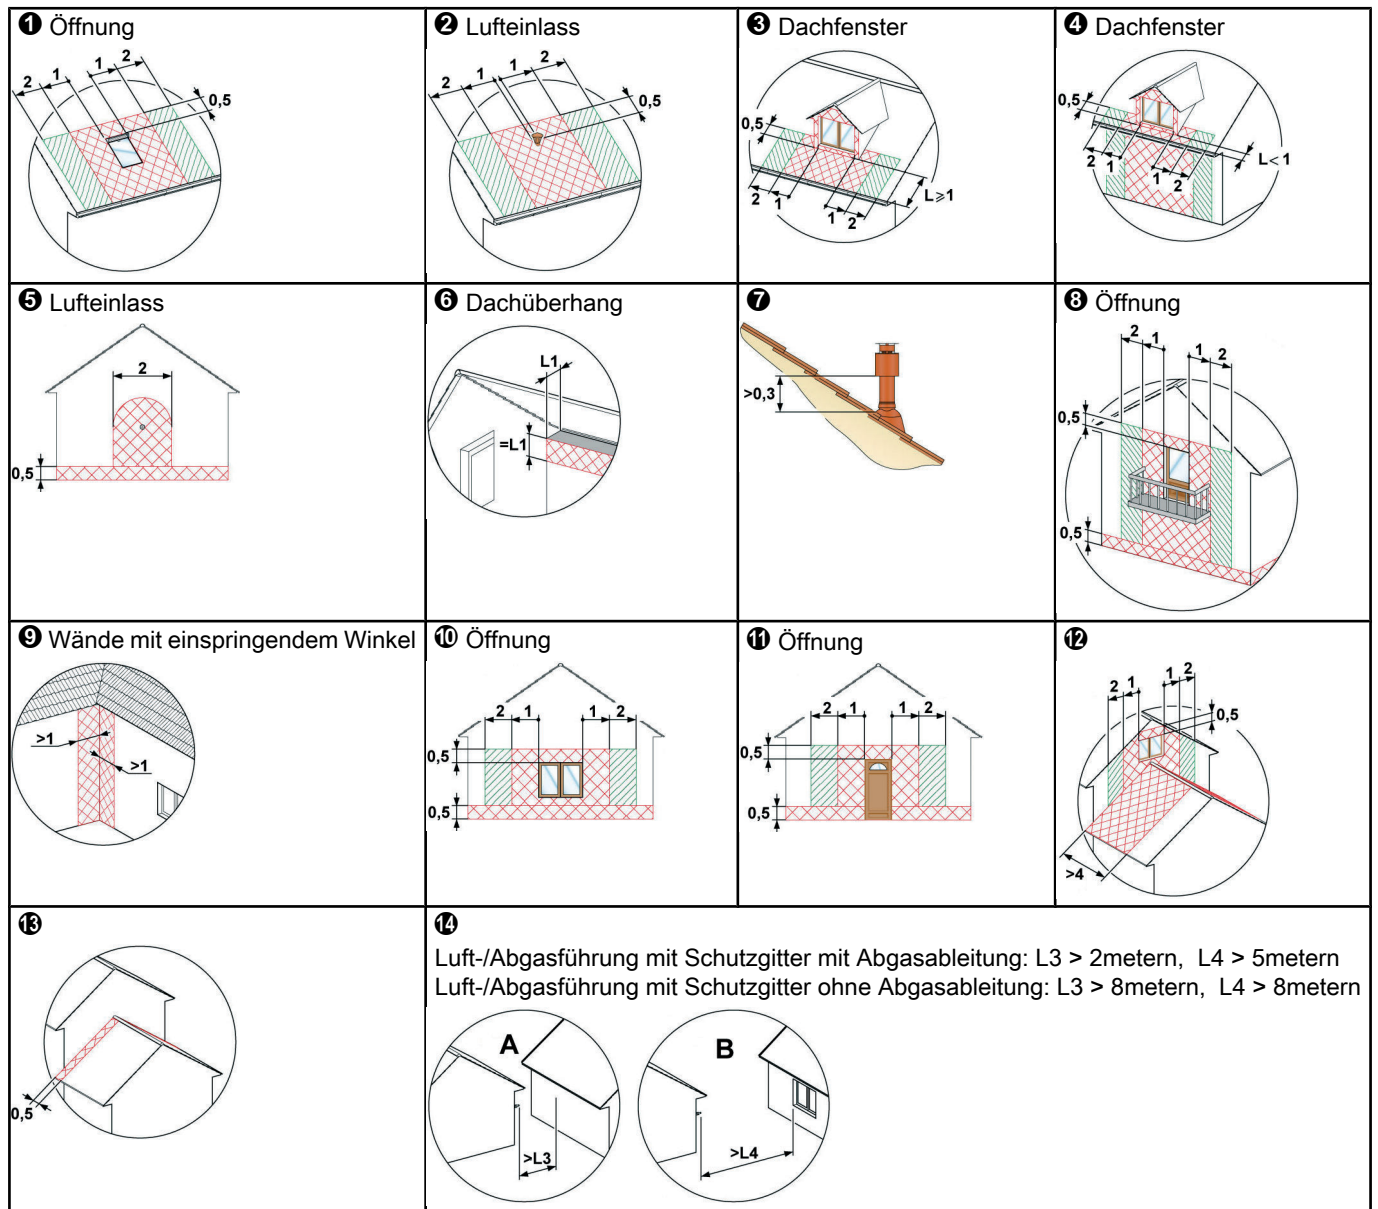 ❶ Öffnung
2 1 1 2
0,5
❷ Lufteinlass
2 1 1 2
0,5
❸ Dachfenster
0,5
2 1 1 2
L⩾1
❹ Dachfenster
0,5
2 1 1 2
L< 1
❺ Lufteinlass
2
0,5
❻ Dachüberhang
L1
=L1
❼
>0,3
❽ Öffnung
2 1 1 2
0,5
0,5
❾ Wände mit einspringendem Winkel
>1
>1
❿ Öffnung
2 1 1 2
0,5
0,5
⓫ Öffnung
2 1 1 2
0,5
0,5
⓬
2 1 1 2
0,5
>4
⓭
0,5
⓮
Luft-/Abgasführung mit Schutzgitter mit Abgasableitung: L3 > 2metern, L4 > 5metern
Luft-/Abgasführung mit Schutzgitter ohne Abgasableitung: L3 > 8metern, L4 > 8metern
A
>L3
B
>L4